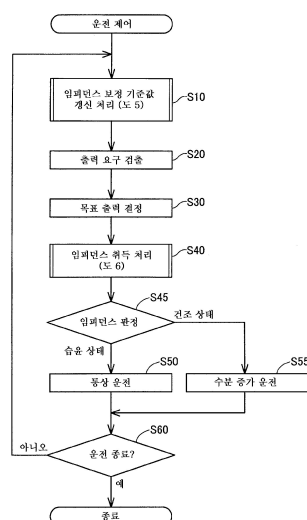 운전 제어
임피던스 보정 기준값
갱신 처리 (도 5)
S10
출력 요구 검출
S20
목표 출력 결정
S30
임피던스 취득 처리
(도 6)
S40
임피던스 판정
S45
건조 상태
습윤 상태
통상 운전
S50
수분 증가 운전
S55
운전 종료?
S60
아니오
예
종료